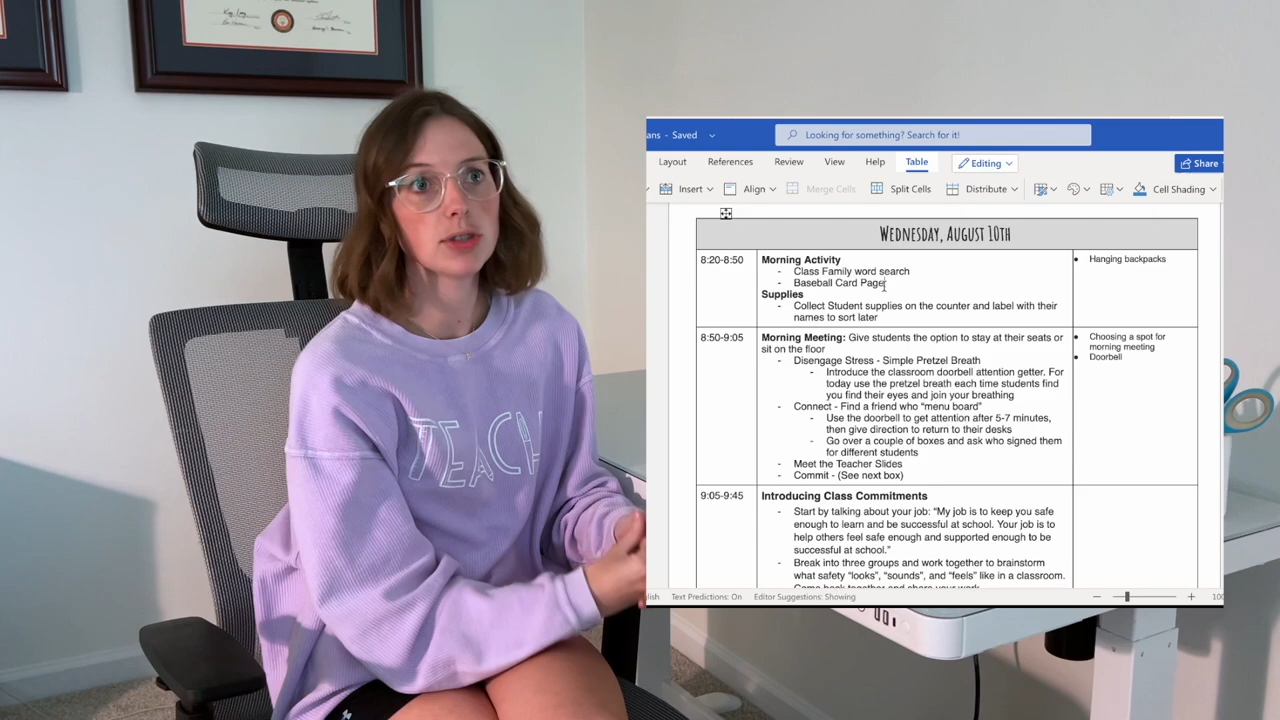 TEACH
ans - Saved
Looking for something? Search for it!
Layout References Review View Help Table Editing Share
Insert Align Merge Cells Split Cells Distribute Cell Shading
WEDNESDAY, AUGUST 10TH
8:20-8:50
Morning Activity
- Class Family word search
- Baseball Card Page
Supplies
- Collect Student supplies on the counter and label with their
names to sort later
• Hanging backpacks
8:50-9:05
Morning Meeting: Give students the option to stay at their seats or
sit on the floor
- Disengage Stress - Simple Pretzel Breath
- Introduce the classroom doorbell attention getter. For
today use the pretzel breath each time students find
you find their eyes and join your breathing
- Connect - Find a friend who “menu board”
- Use the doorbell to get attention after 5-7 minutes,
then give direction to return to their desks
- Go over a couple of boxes and ask who signed them
for different students
- Meet the Teacher Slides
- Commit - (See next box)
• Choosing a spot for
morning meeting
• Doorbell
9:05-9:45
Introducing Class Commitments
- Start by talking about your job: “My job is to keep you safe
enough to learn and be successful at school. Your job is to
help others feel safe enough and supported enough to be
successful at school.”
- Break into three groups and work together to brainstorm
what safety “looks”, “sounds”, and “feels” like in a classroom.
glish Text Predictions: On Editor Suggestions: Showing
100